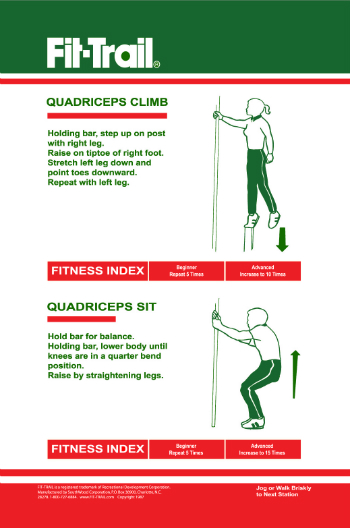 Fit-Trail®
QUADRICEPS CLIMB
Holding bar, step up on post
with right leg.
Raise on tiptoe of right foot.
Stretch left leg down and
point toes downward.
Repeat with left leg.
FITNESS INDEX
Beginner
Repeat 5 Times
Advanced
Increase to 10 Times
QUADRICEPS SIT
Hold bar for balance.
Holding bar, lower body until
knees are in a quarter bend
position.
Raise by straightening legs.
FITNESS INDEX
Beginner
Repeat 5 Times
Advanced
Increase to 15 Times
FIT-TRAIL is a registered trademark of Recreational Development Corporation.
Manufactured by Corporation, P.O. Box
www.FIT-TRAIL.com Copyright
Jog or Walk Briskly
to Next Station